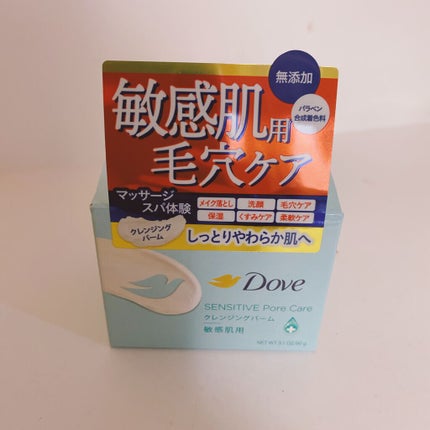 無添加
パラベン
合成着色料
敏感肌用
毛穴ケア
マッサージ
スパ体験
メイク落とし 洗顔 毛穴ケア
保湿 くすみケア 柔軟ケア
クレンジング
バーム
しっとりやわらか肌へ
Dove
SENSITIVE Pore Care
クレンジングバーム
敏感肌用